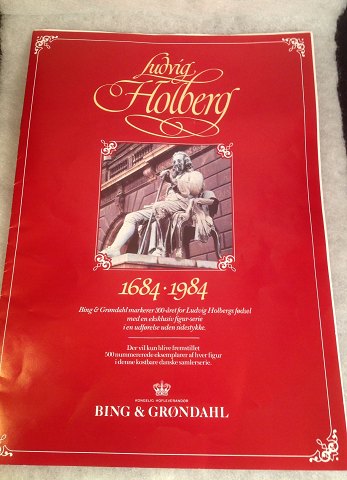 Ludvig
Holberg
1684 · 1984
Bing & Grøndahl markerer 300-året for Ludvig Holbergs fødsel
med en eksklusiv figur-serie
i en udførelse uden sidestykke.
Der vil kun blive fremstillet
500 nummererede eksemplarer af hver figur
i denne kostbare danske samlerserie.
KONGELIG HOFLEVERANDØR
BING & GRØNDAHL